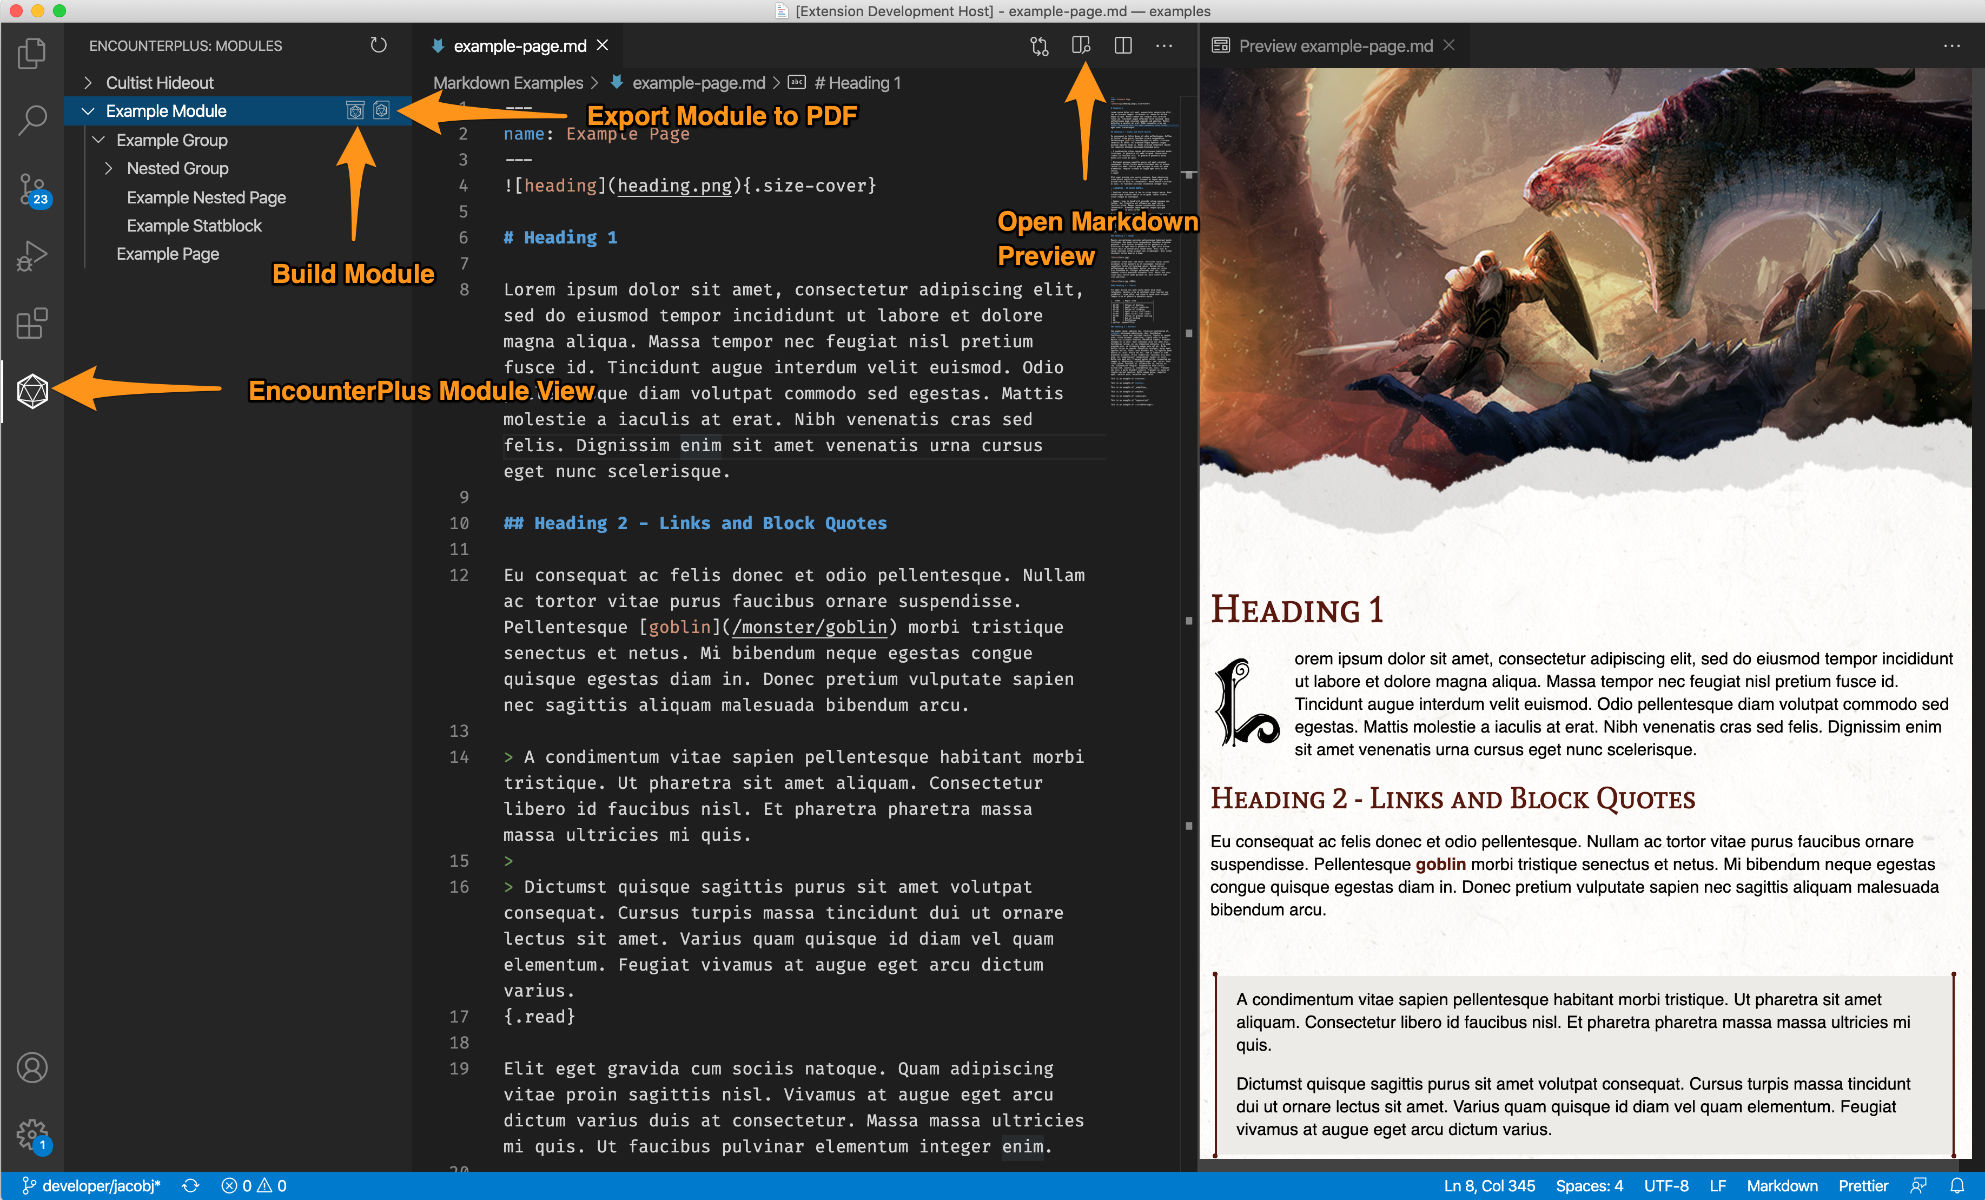 [Extension Development Host] - example-page.md — examples
ENCOUNTERPLUS: MODULES
Cultist Hideout
Example Module
Example Group
Nested Group
Example Nested Page
Example Statblock
Example Page
Build Module
EncounterPlus Module View
Export Module to PDF
Open Markdown
Preview
23
1
example-page.md
Markdown Examples > example-page.md > # Heading 1
1 ---
2 name: Example Page
3 ---
4 ![heading](heading.png){.size-cover}
5
6 # Heading 1
7
8 Lorem ipsum dolor sit amet, consectetur adipiscing elit,
sed do eiusmod tempor incididunt ut labore et dolore
magna aliqua. Massa tempor nec feugiat nisl pretium
fusce id. Tincidunt augue interdum velit euismod. Odio
que diam volutpat commodo sed egestas. Mattis
molestie a iaculis at erat. Nibh venenatis cras sed
felis. Dignissim enim sit amet venenatis urna cursus
eget nunc scelerisque.
9
10 ## Heading 2 - Links and Block Quotes
11
12 Eu consequat ac felis donec et odio pellentesque. Nullam
ac tortor vitae purus faucibus ornare suspendisse.
Pellentesque [goblin](/monster/goblin) morbi tristique
senectus et netus. Mi bibendum neque egestas congue
quisque egestas diam in. Donec pretium vulputate sapien
nec sagittis aliquam malesuada bibendum arcu.
13
14 > A condimentum vitae sapien pellentesque habitant morbi
tristique. Ut pharetra sit amet aliquam. Consectetur
libero id faucibus nisl. Et pharetra pharetra massa
massa ultricies mi quis.
15 >
16 > Dictumst quisque sagittis purus sit amet volutpat
consequat. Cursus turpis massa tincidunt dui ut ornare
lectus sit amet. Varius quam quisque id diam vel quam
elementum. Feugiat vivamus at augue eget arcu dictum
varius.
17 {.read}
18
19 Elit eget gravida cum sociis natoque. Quam adipiscing
vitae proin sagittis nisl. Vivamus at augue eget arcu
dictum varius duis at consectetur. Massa massa ultricies
mi quis. Ut faucibus pulvinar elementum integer enim.
20
Preview example-page.md
HEADING 1
Lorem ipsum dolor sit amet, consectetur adipiscing elit, sed do eiusmod tempor incididunt
ut labore et dolore magna aliqua. Massa tempor nec feugiat nisl pretium fusce id.
Tincidunt augue interdum velit euismod. Odio pellentesque diam volutpat commodo sed
egestas. Mattis molestie a iaculis at erat. Nibh venenatis cras sed felis. Dignissim enim
sit amet venenatis urna cursus eget nunc scelerisque.
HEADING 2 - LINKS AND BLOCK QUOTES
Eu consequat ac felis donec et odio pellentesque. Nullam ac tortor vitae purus faucibus ornare
suspendisse. Pellentesque goblin morbi tristique senectus et netus. Mi bibendum neque egestas
congue quisque egestas diam in. Donec pretium vulputate sapien nec sagittis aliquam malesuada
bibendum arcu.
A condimentum vitae sapien pellentesque habitant morbi tristique. Ut pharetra sit amet
aliquam. Consectetur libero id faucibus nisl. Et pharetra pharetra massa massa ultricies mi
quis.
Dictumst quisque sagittis purus sit amet volutpat consequat. Cursus turpis massa tincidunt
dui ut ornare lectus sit amet. Varius quam quisque id diam vel quam elementum. Feugiat
vivamus at augue eget arcu dictum varius.
developer/jacobj* 0 0 Ln 8, Col 345 Spaces: 4 UTF-8 LF Markdown Prettier